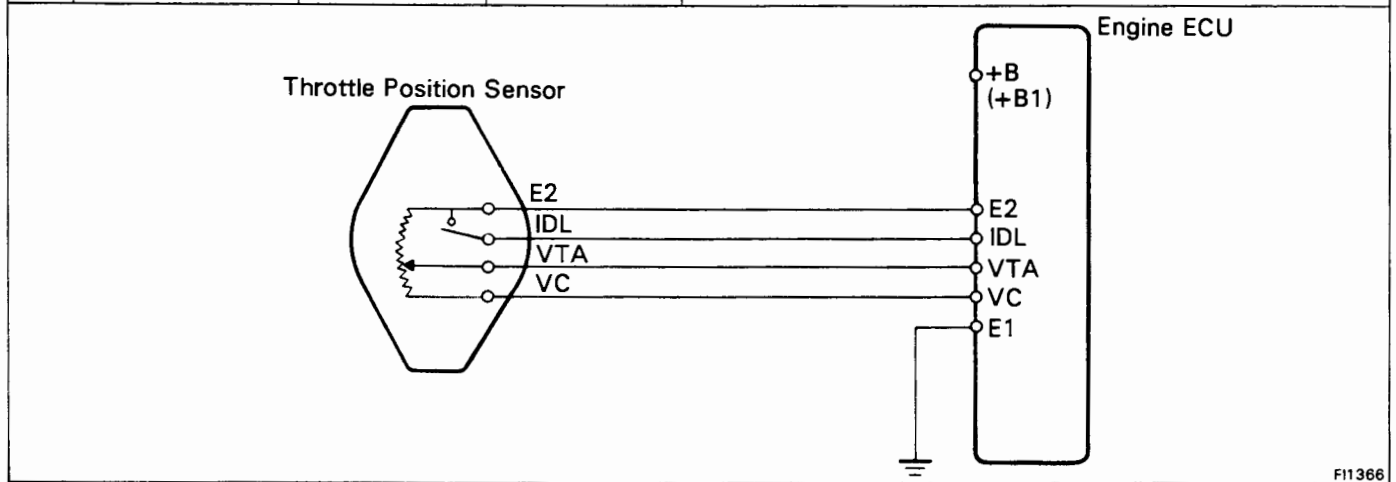 Engine ECU
+B
(+B1)
Throttle Position Sensor
E2
IDL
VTA
VC
E2
IDL
VTA
VC
E1
FI1366